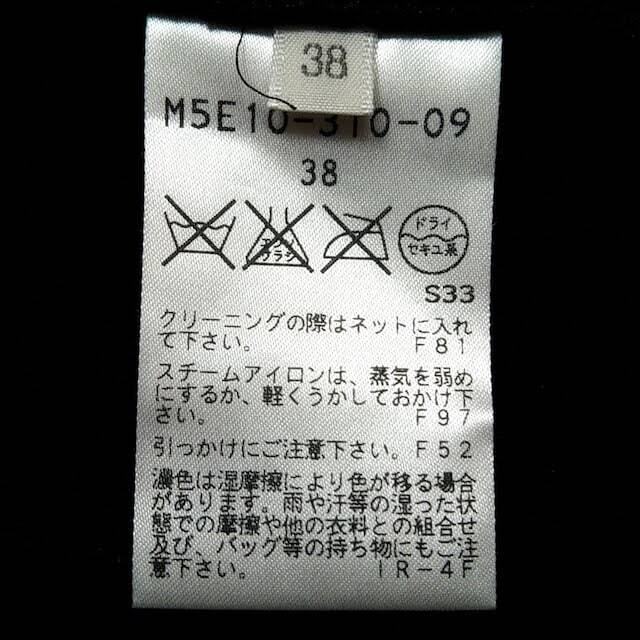 38
M5E10-310-09
38
エンソ
フラシ
ドライ
セキユ系
S33
クリーニングの際はネットに入れ
て下さい。 F81
スチームアイロンは、蒸気を弱め
にするか、軽くうかしておかけ下
さい。 F97
引っかけにご注意下さい。F52
濃色は湿摩擦により色が移る場合
があります。雨や汗等の湿った状
態での摩擦や他の衣料との組合せ
及び、バッグ等の持ち物にもご注
意下さい。 IR-4F